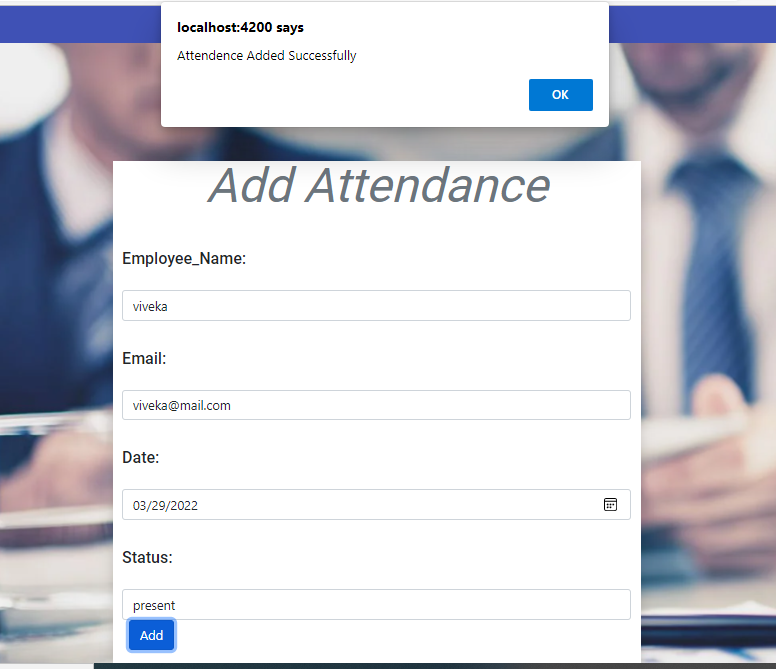 localhost:4200 says
Attendence Added Successfully
OK
Add Attendance
Employee_Name:
viveka
Email:
viveka@mail.com
Date:
03/29/2022
Status:
present
Add